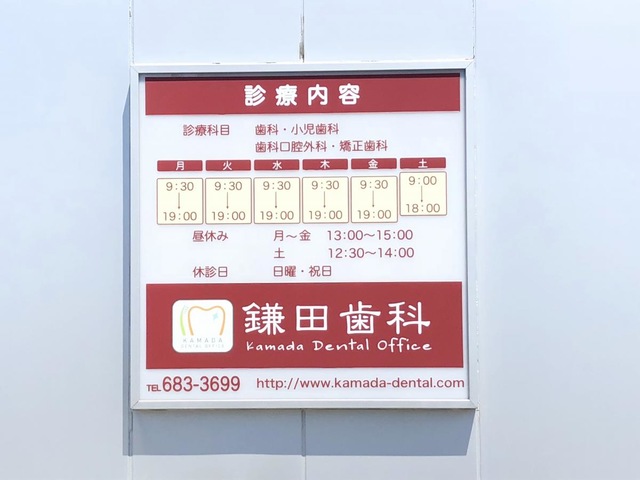 診療内容
診療科目 歯科・小児歯科
歯科口腔外科・矯正歯科
月 火 水 木 金 土
9:30 9:30 9:30 9:30 9:30 9:00
↓ ↓ ↓ ↓ ↓ ↓
19:00 19:00 19:00 19:00 19:00 18:00
昼休み 月～金 13:00～15:00
土 12:30～14:00
休診日 日曜・祝日
鎌田歯科
Kamada Dental Office
KAMADA
DENTAL OFFICE
TEL 683-3699 http://www.kamada-dental.com